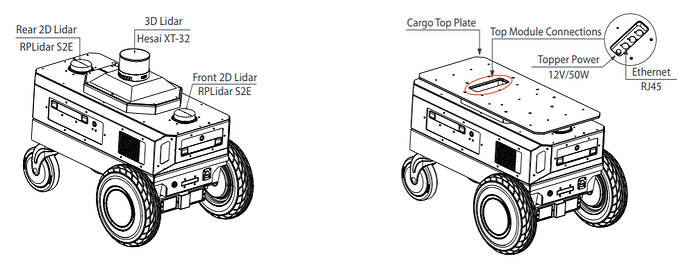 Rear 2D Lidar
RPLidar S2E
3D Lidar
Hesai XT-32
Front 2D Lidar
RPLidar S2E
Cargo Top Plate
Top Module Connections
Topper Power
12V/50W
Ethernet
RJ45